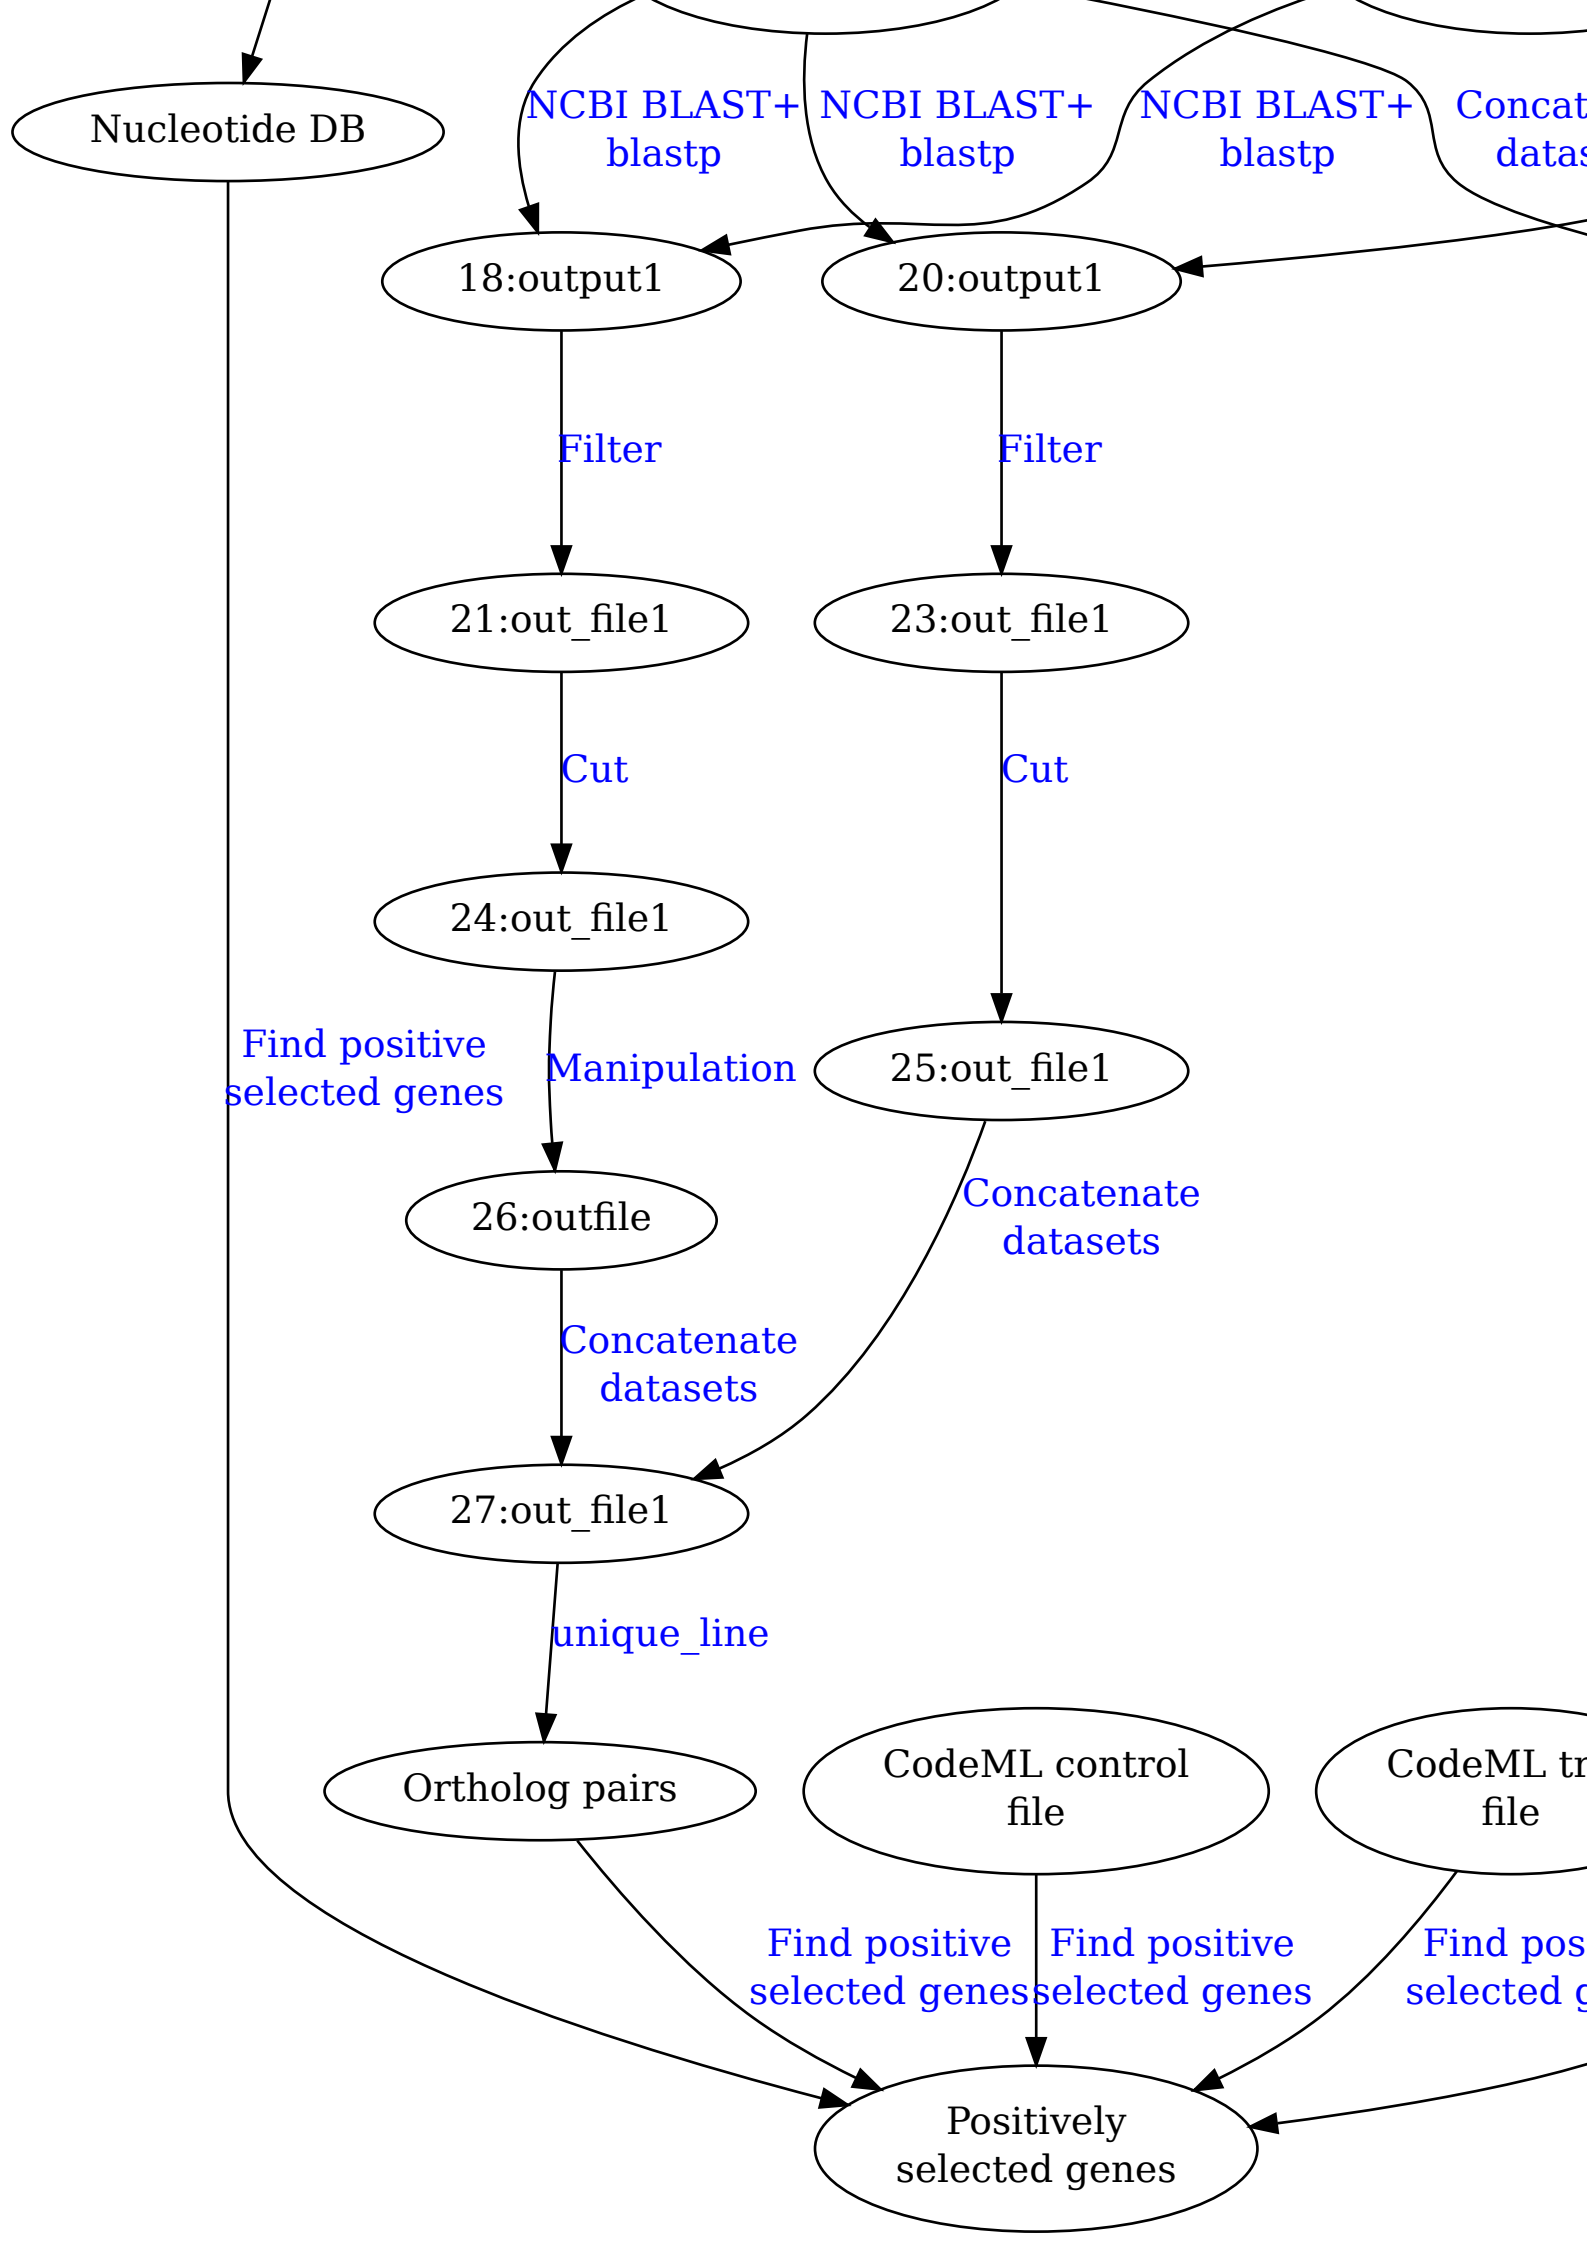 NCBI BLAST+
blastp
NCBI BLAST+
blastp
NCBI BLAST+
blastp
Nucleotide DB
18:output1
20:output1
Filter
Filter
21:out_file1
23:out_file1
Cut
Cut
24:out_file1
Find positive
selected genes
Manipulation
25:out_file1
Concatenate
datasets
26:outfile
Concatenate
datasets
27:out_file1
unique_line
Ortholog pairs
CodeML control
file
CodeML
file
Find positive
selected genes
Find positive
selected genes
Find
selected
Positively
selected genes